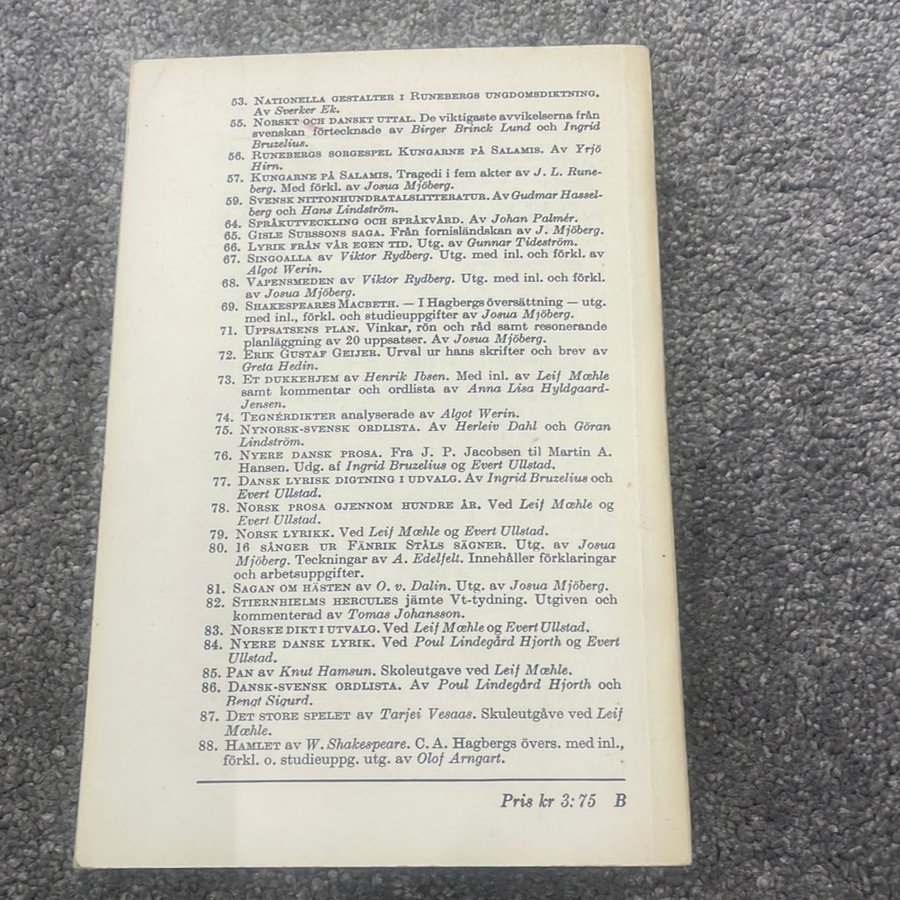 53. NATIONELLA GESTALTER I RUNEBERGS UNGDOMSDIKTNING.
Av Sverker Ek.
55. NORSKT OCH DANSKT UTTAL. De viktigaste avvikelserna från
svenskan förtecknade av Birger Brinck Lund och Ingrid
Bruzelius.
56. RUNEBERGS SORGESPEL KUNGARNE PÅ SALAMIS. Av Yrjö
Hirn.
57. KUNGARNE PÅ SALAMIS. Tragedi i fem akter av J. L. Rune-
berg. Med förkl. av Josua Mjöberg.
59. SVENSK NITTONHUNDRATALSLITTERATUR. Av Gudmar Hassel-
berg och Hans Lindström.
64. SPRÅKUTVECKLING OCH SPRÅKVÅRD. Av Johan Palmér.
65. GISLE SURSSONS SAGA. Från fornisländskan av J. Mjöberg.
66. LYRIK FRÅN VÅR EGEN TID. Utg. av Gunnar Tideström.
67. SINGOALLA av Viktor Rydberg. Utg. med inl. och förkl. av
Algot Werin.
68. VAPENSMEDEN av Viktor Rydberg. Utg. med inl. och förkl.
av Josua Mjöberg.
69. SHAKESPEARES MACBETH. — I Hagbergs översättning — utg.
med inl., förkl. och studieuppgifter av Josua Mjöberg.
71. UPPSATSENS PLAN. Vinkar, rön och råd samt resonerande
planläggning av 20 uppsatser. Av Josua Mjöberg.
72. ERIK GUSTAF GEIJER. Urval ur hans skrifter och brev av
Greta Hedin.
73. ET DUKKEHJEM av Henrik Ibsen. Med inl. av Leif Mæhle
samt kommentar och ordlista av Anna Lisa Hyldgaard-
Jensen.
74. TEGNÉRDIKTER analyserade av Algot Werin.
75. NYNORSK-SVENSK ORDLISTA. Av Herleiv Dahl och Göran
Lindström.
76. NYERE DANSK PROSA. Fra J. P. Jacobsen til Martin A.
Hansen. Udg. af Ingrid Bruzelius og Evert Ullstad.
77. DANSK LYRISK DIGTNING I UDVALG. Av Ingrid Bruzelius och
Evert Ullstad.
78. NORSK PROSA GJENNOM HUNDRE ÅR. Ved Leif Mæhle og
Evert Ullstad.
79. NORSK LYRIKK. Ved Leif Mæhle og Evert Ullstad.
80. 16 SÅNGER UR FÄNRIK STÅLS SÄGNER. Utg. av Josua
Mjöberg. Teckningar av A. Edelfelt. Innehåller förklaringar
och arbetsuppgifter.
81. SAGAN OM HÄSTEN av O. v. Dalin. Utg. av Josua Mjöberg.
82. STIERNHIELMS HERCULES jämte Vt-tydning. Utgiven och
kommenterad av Tomas Johansson.
83. NORSKE DIKT I UTVALG. Ved Leif Mæhle og Evert Ullstad.
84. NYERE DANSK LYRIK. Ved Poul Lindegård Hjorth og Evert
Ullstad.
85. PAN av Knut Hamsun. Skoleutgave ved Leif Mæhle.
86. DANSK-SVENSK ORDLISTA. Av Poul Lindegård Hjorth och
Bengt Sigurd.
87. DET STORE SPELET av Tarjei Vesaas. Skuleutgåve ved Leif
Mæhle.
88. HAMLET av W. Shakespeare. C. A. Hagbergs övers. med inl.,
förkl. o. studieuppg. utg. av Olof Arngart.
Pris kr 3:75 B